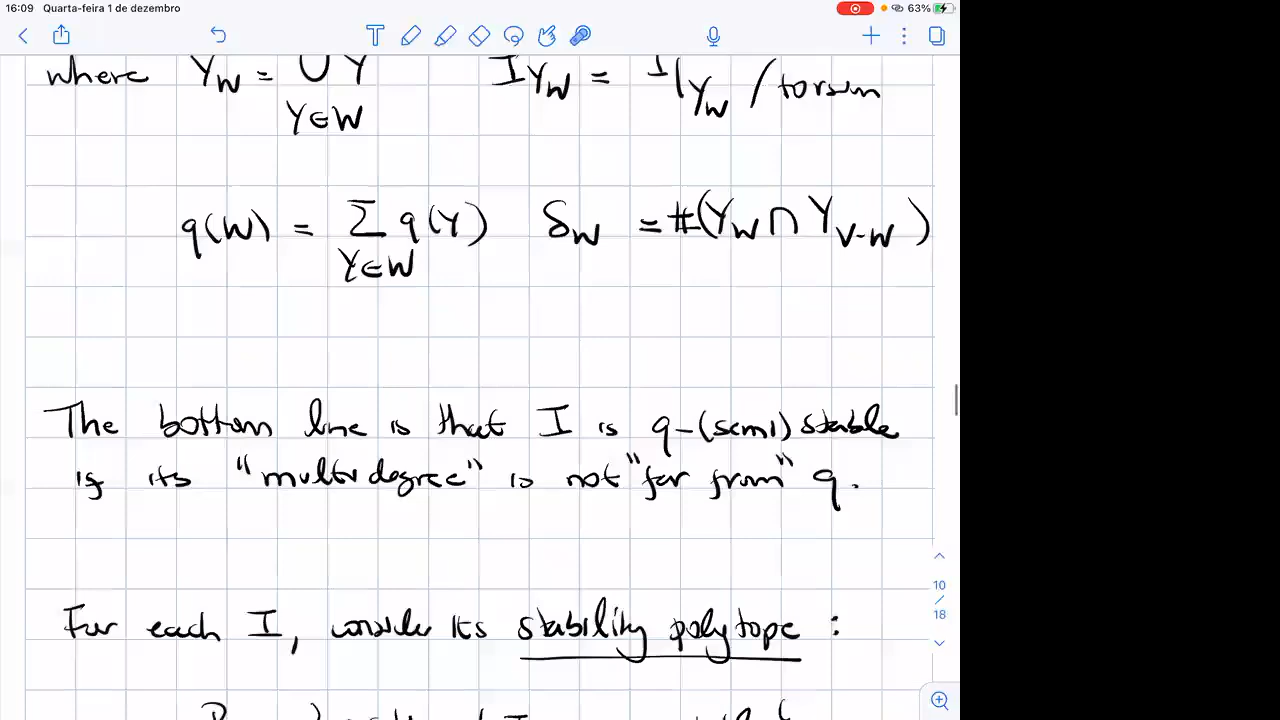 16:09 Quarta-feira 1 de dezembro 63%
where Y_W = ∪ Y I_{Y_W} = I|_{Y_W} / torsion
Y∈W
q(W) = Σ q(Y) δ_W = #(Y_W ∩ Y_{V-W})
Y∈W
The bottom line is that I is q-(semi)stable
if its "multidegree" is not "far from" q.
10
/
18
For each I, consider its stability polytope :